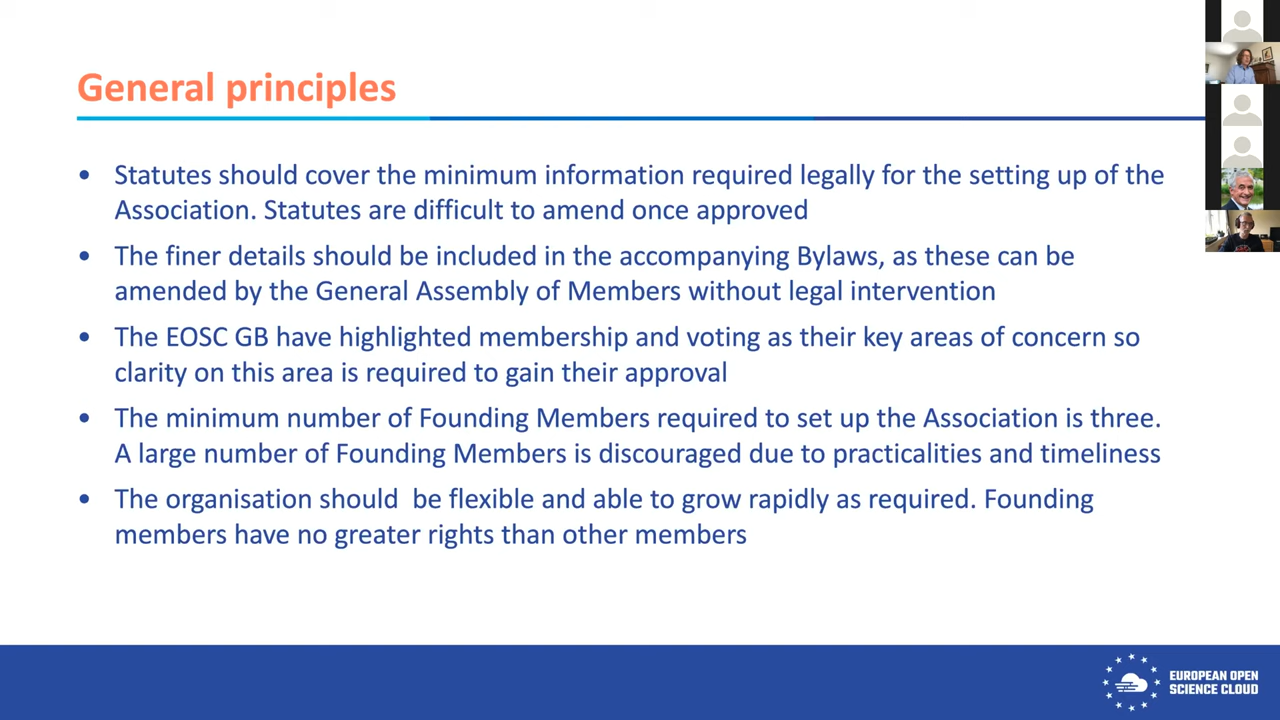 General principles
• Statutes should cover the minimum information required legally for the setting up of the
Association. Statutes are difficult to amend once approved
• The finer details should be included in the accompanying Bylaws, as these can be
amended by the General Assembly of Members without legal intervention
• The EOSC GB have highlighted membership and voting as their key areas of concern so
clarity on this area is required to gain their approval
• The minimum number of Founding Members required to set up the Association is three.
A large number of Founding Members is discouraged due to practicalities and timeliness
• The organisation should  be flexible and able to grow rapidly as required. Founding
members have no greater rights than other members
EUROPEAN OPEN
SCIENCE CLOUD